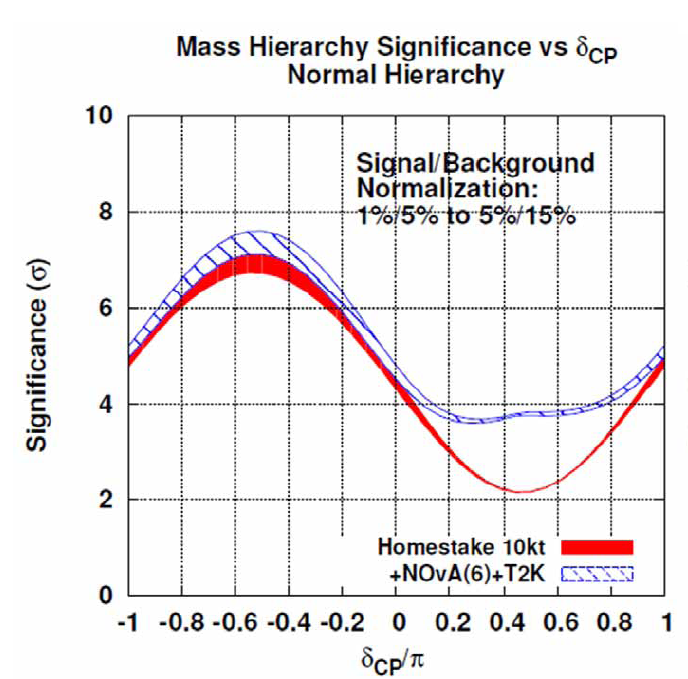 Mass Hierarchy Significance vs δCP
Normal Hierarchy
10
8
6
4
2
0
Significance (σ)
Signal/Background
Normalization:
1%/5% to 5%/15%
Homestake 10kt
+NOvA(6)+T2K
-1 -0.8 -0.6 -0.4 -0.2 0 0.2 0.4 0.6 0.8 1
δCP/π